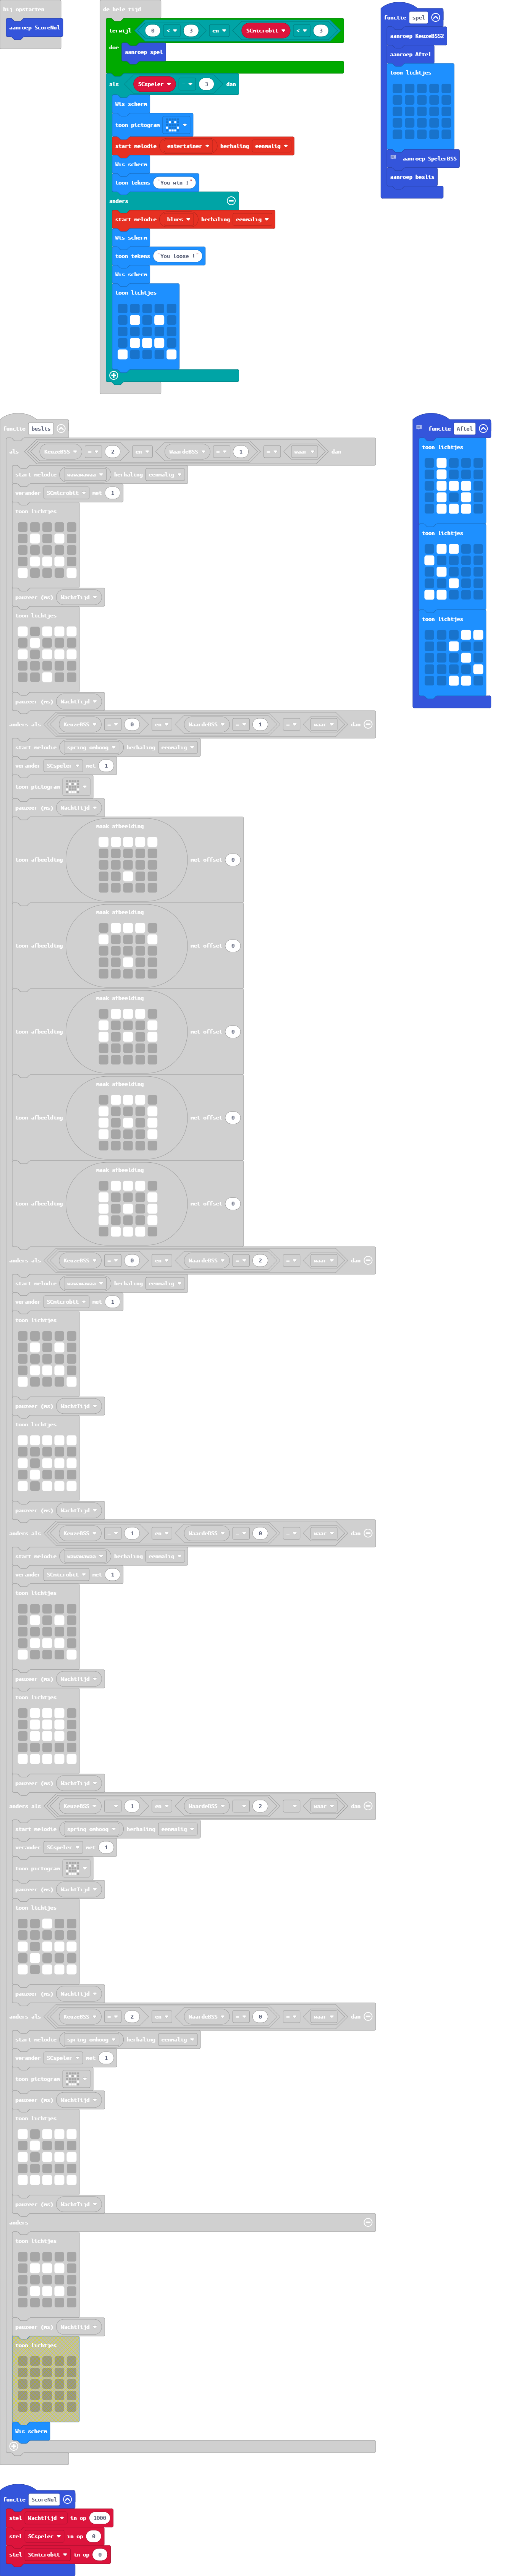 bij opstarten
aanroep ScoreNul
de hele tijd
terwijl 0 < 3 en SCmicrobit < 3
doe aanroep spel
als SCspeler = 3 dan
Wis scherm
toon pictogram
start melodie entertainer herhaling eenmalig
Wis scherm
toon tekens "You win !"
anders
start melodie blues herhaling eenmalig
Wis scherm
toon tekens "You loose !"
Wis scherm
toon lichtjes
functie spel
aanroep KeuzeBSS2
aanroep Aftel
toon lichtjes
aanroep SpelerBSS
aanroep beslis
functie Aftel
toon lichtjes
toon lichtjes
toon lichtjes
functie beslis
als KeuzeBSS = 2 en WaardeBSS = 1 = waar dan
start melodie wawawawaa herhaling eenmalig
verander SCmicrobit met 1
toon lichtjes
pauzeer (ms) WachtTijd
toon lichtjes
pauzeer (ms) WachtTijd
anders als KeuzeBSS = 0 en WaardeBSS = 1 = waar dan
start melodie spring omhoog herhaling eenmalig
verander SCspeler met 1
toon pictogram
pauzeer (ms) WachtTijd
maak afbeelding
toon afbeelding met offset 0
maak afbeelding
toon afbeelding met offset 0
maak afbeelding
toon afbeelding met offset 0
maak afbeelding
toon afbeelding met offset 0
maak afbeelding
toon afbeelding met offset 0
anders als KeuzeBSS = 0 en WaardeBSS = 2 = waar dan
start melodie wawawawaa herhaling eenmalig
verander SCmicrobit met 1
toon lichtjes
pauzeer (ms) WachtTijd
toon lichtjes
pauzeer (ms) WachtTijd
anders als KeuzeBSS = 1 en WaardeBSS = 0 = waar dan
start melodie wawawawaa herhaling eenmalig
verander SCmicrobit met 1
toon lichtjes
pauzeer (ms) WachtTijd
toon lichtjes
pauzeer (ms) WachtTijd
anders als KeuzeBSS = 1 en WaardeBSS = 2 = waar dan
start melodie spring omhoog herhaling eenmalig
verander SCspeler met 1
toon pictogram
pauzeer (ms) WachtTijd
toon lichtjes
pauzeer (ms) WachtTijd
anders als KeuzeBSS = 2 en WaardeBSS = 0 = waar dan
start melodie spring omhoog herhaling eenmalig
verander SCspeler met 1
toon pictogram
pauzeer (ms) WachtTijd
toon lichtjes
pauzeer (ms) WachtTijd
anders
toon lichtjes
pauzeer (ms) WachtTijd
toon lichtjes
Wis scherm
functie ScoreNul
stel WachtTijd in op 1000
stel SCspeler in op 0
stel SCmicrobit in op 0